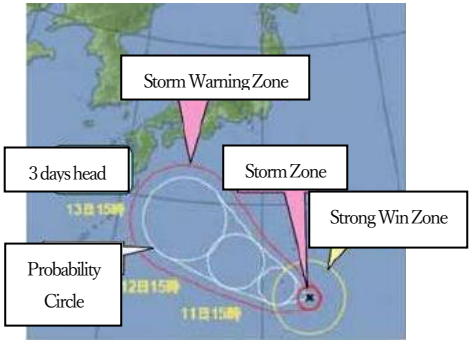 Storm Warning Zone
3 days head
Storm Zone
13日15時
Strong Win Zone
Probability
Circle
12日15時
11日15時